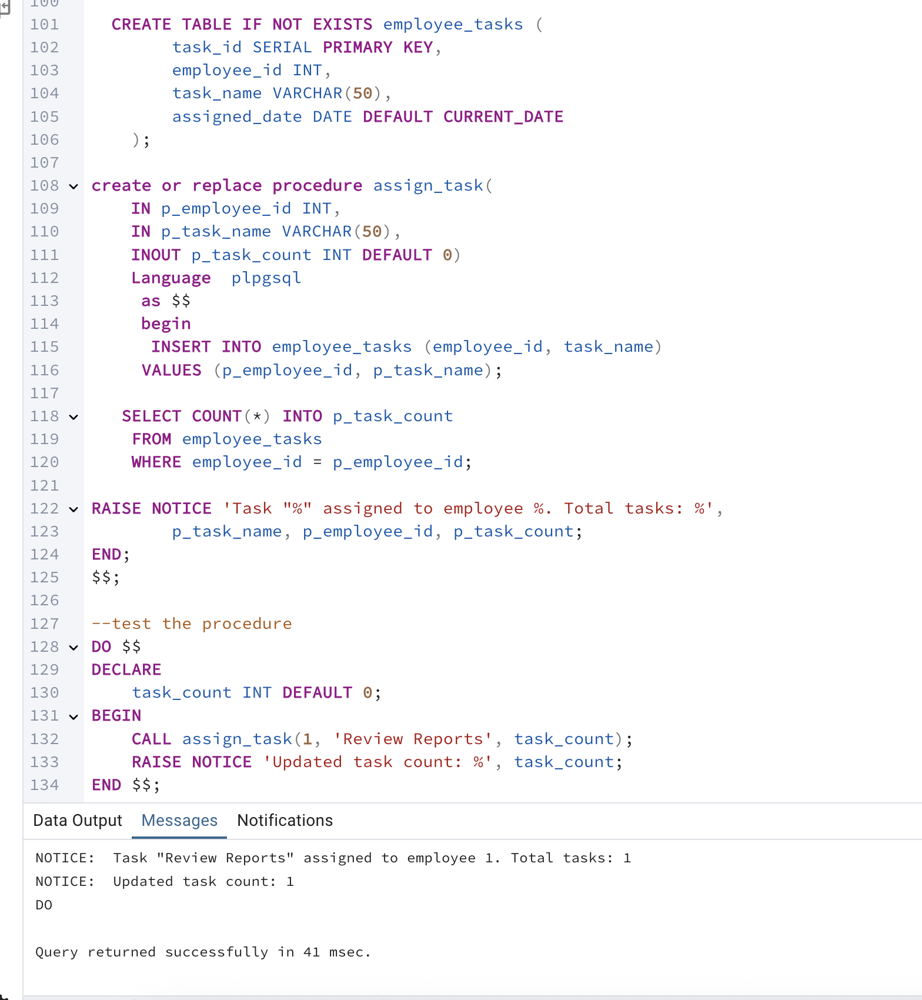 100
101 CREATE TABLE IF NOT EXISTS employee_tasks (
102 task_id SERIAL PRIMARY KEY,
103 employee_id INT,
104 task_name VARCHAR(50),
105 assigned_date DATE DEFAULT CURRENT_DATE
106 );
107
108 create or replace procedure assign_task(
109 IN p_employee_id INT,
110 IN p_task_name VARCHAR(50),
111 INOUT p_task_count INT DEFAULT 0)
112 Language plpgsql
113 as $$
114 begin
115 INSERT INTO employee_tasks (employee_id, task_name)
116 VALUES (p_employee_id, p_task_name);
117
118 SELECT COUNT(*) INTO p_task_count
119 FROM employee_tasks
120 WHERE employee_id = p_employee_id;
121
122 RAISE NOTICE 'Task "%" assigned to employee %. Total tasks: %',
123 p_task_name, p_employee_id, p_task_count;
124 END;
125 $$;
126
127 --test the procedure
128 DO $$
129 DECLARE
130 task_count INT DEFAULT 0;
131 BEGIN
132 CALL assign_task(1, 'Review Reports', task_count);
133 RAISE NOTICE 'Updated task count: %', task_count;
134 END $$;
Data Output Messages Notifications
NOTICE:  Task "Review Reports" assigned to employee 1. Total tasks: 1
NOTICE:  Updated task count: 1
DO
Query returned successfully in 41 msec.